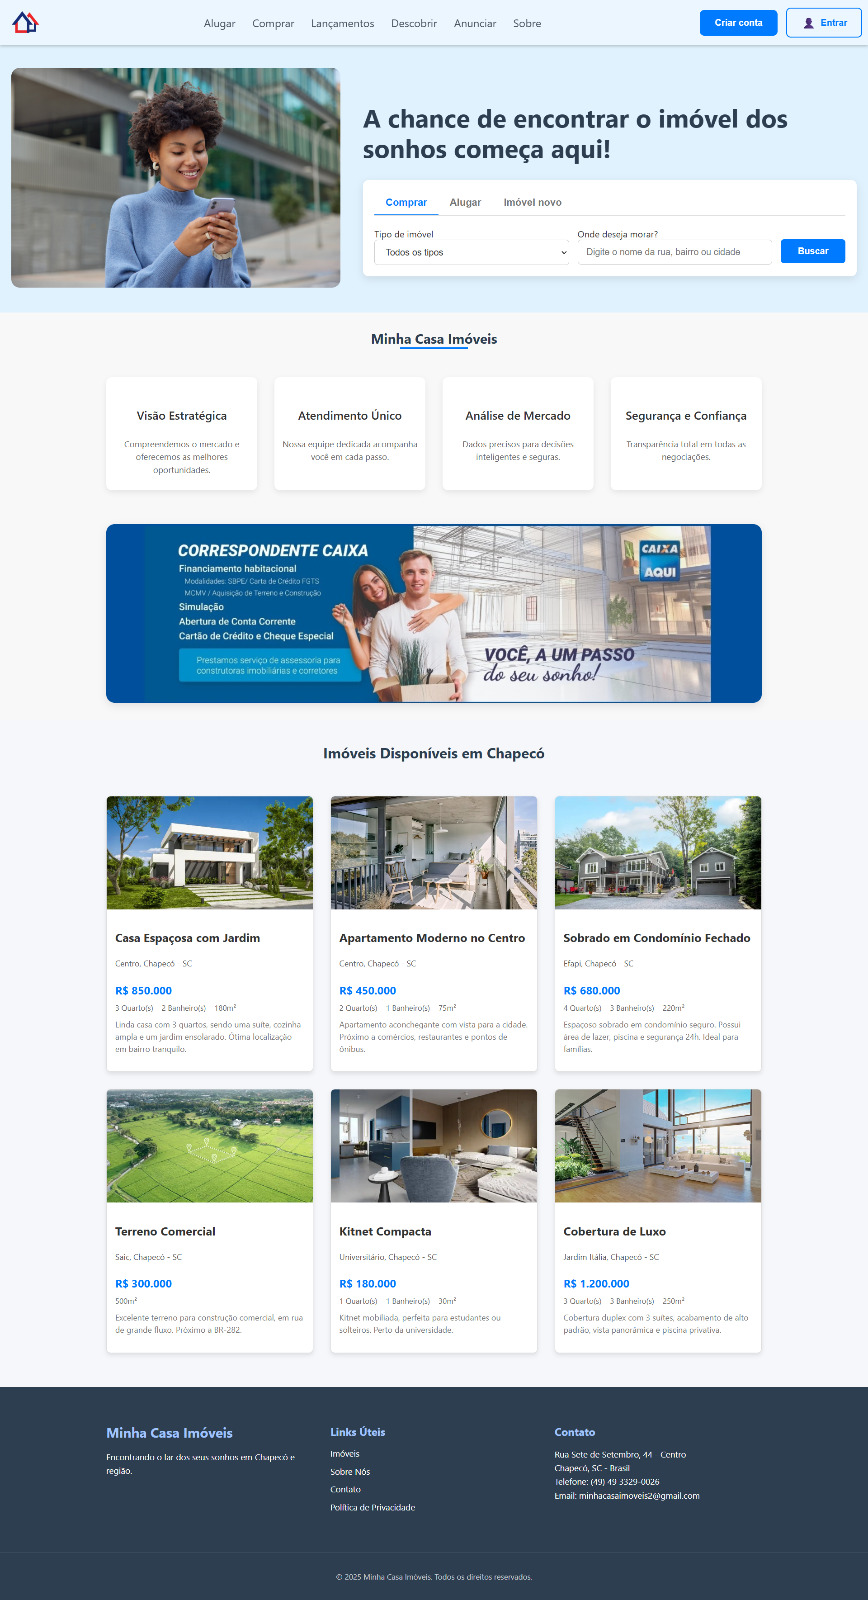 Alugar Comprar Lançamentos Descobrir Anunciar Sobre
Criar conta
Entrar
A chance de encontrar o imóvel dos
sonhos começa aqui!
Comprar Alugar Imóvel novo
Tipo de imóvel
Todos os tipos
Onde deseja morar?
Digite o nome da rua, bairro ou cidade
Buscar
Minha Casa Imóveis
Visão Estratégica
Compreendemos o mercado e
oferecemos as melhores
oportunidades.
Atendimento Único
Nossa equipe dedicada acompanha
você em cada passo.
Análise de Mercado
Dados precisos para decisões
inteligentes e seguras.
Segurança e Confiança
Transparência total em todas as
negociações.
CORRESPONDENTE CAIXA
Financiamento habitacional
Modalidades: SBPE/ Carta de Crédito FGTS
MCMV / Aquisição de Terreno e Construção
Simulação
Abertura de Conta Corrente
Cartão de Crédito e Cheque Especial
Prestamos serviço de assessoria para
construtoras imobiliárias e corretores
CAIXA
AQUI
VOCÊ, A UM PASSO
do seu sonho!
Imóveis Disponíveis em Chapecó
Casa Espaçosa com Jardim
Centro, Chapecó - SC
R$ 850.000
3 Quarto(s) 2 Banheiro(s) 180m²
Linda casa com 3 quartos, sendo uma suíte, cozinha
ampla e um jardim ensolarado. Ótima localização
em bairro tranquilo.
Apartamento Moderno no Centro
Centro, Chapecó - SC
R$ 450.000
2 Quarto(s) 1 Banheiro(s) 75m²
Apartamento aconchegante com vista para a cidade.
Próximo a comércios, restaurantes e pontos de
ônibus.
Sobrado em Condomínio Fechado
Efapi, Chapecó - SC
R$ 680.000
4 Quarto(s) 3 Banheiro(s) 220m²
Espaçoso sobrado em condomínio seguro. Possui
área de lazer, piscina e segurança 24h. Ideal para
famílias.
Terreno Comercial
Saic, Chapecó - SC
R$ 300.000
500m²
Excelente terreno para construção comercial, em rua
de grande fluxo. Próximo a BR-282.
Kitnet Compacta
Universitário, Chapecó - SC
R$ 180.000
1 Quarto(s) 1 Banheiro(s) 30m²
Kitnet mobiliada, perfeita para estudantes ou
solteiros. Perto da universidade.
Cobertura de Luxo
Jardim Itália, Chapecó - SC
R$ 1.200.000
3 Quarto(s) 3 Banheiro(s) 250m²
Cobertura duplex com 3 suítes, acabamento de alto
padrão, vista panorâmica e piscina privativa.
Minha Casa Imóveis
Encontrando o lar dos seus sonhos em Chapecó e
região.
Links Úteis
Imóveis
Sobre Nós
Contato
Política de Privacidade
Contato
Rua Sete de Setembro, 44 - Centro
Chapecó, SC - Brasil
Telefone: (49) 49 3329-0026
Email: minhacasaimoveis2@gmail.com
© 2025 Minha Casa Imóveis. Todos os direitos reservados.